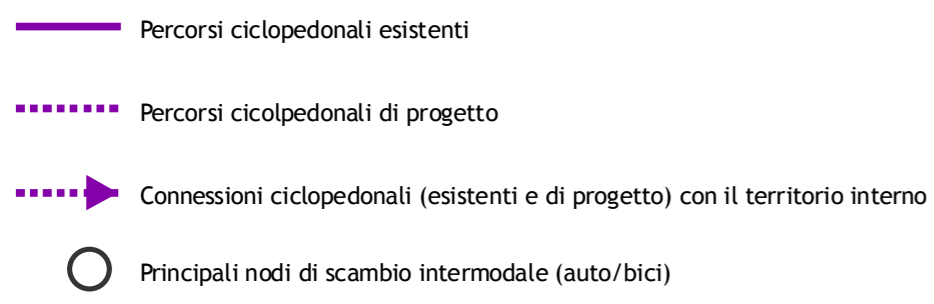 Percorsi ciclopedonali esistenti
Percorsi cicolpedonali di progetto
Connessioni ciclopedonali (esistenti e di progetto) con il territorio interno
Principali nodi di scambio intermodale (auto/bici)